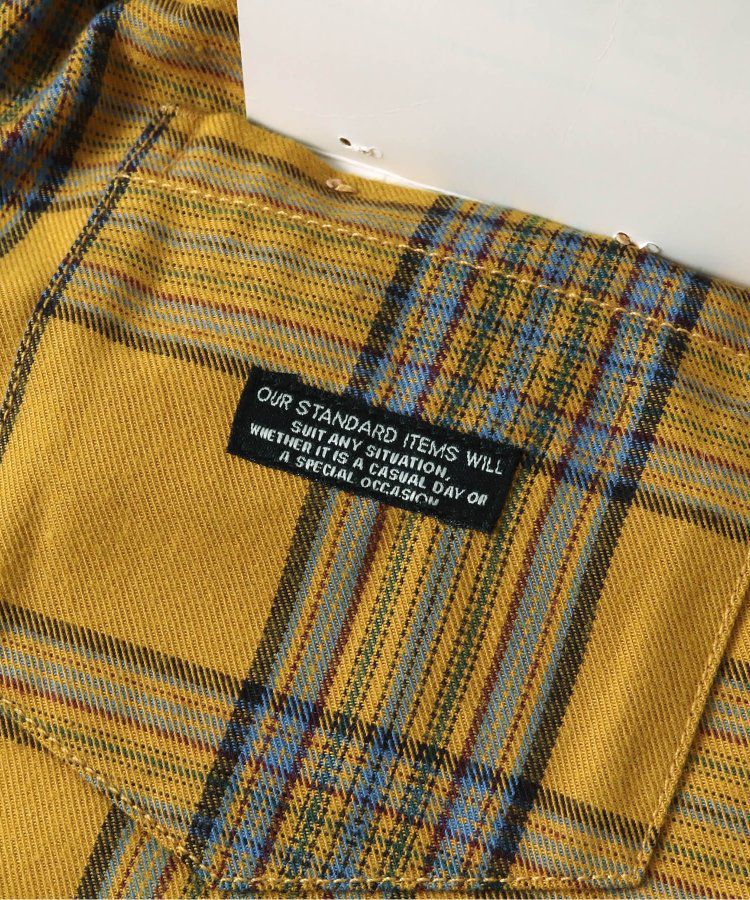 OUR STANDARD ITEMS WILL
SUIT ANY SITUATION,
WHETHER IT IS A CASUAL DAY OR
A SPECIAL OCCASION